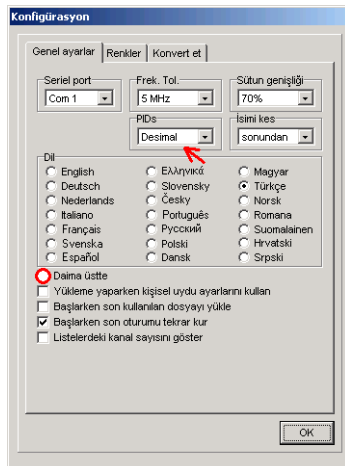 Konfigürasyon
Genel ayarlar Renkler Konvert et
Seriel port Frek. Tol. Sütun genişliği
Com 1 5 MHz 70%
PIDs İsimi kes
Desimal sonundan
Dil
English Ελληνικά Magyar
Deutsch Slovensky Türkçe
Nederlands Česky Norsk
Italiano Português Romana
Français Русский Suomalainen
Svenska Polski Hrvatski
Español Dansk Srpski
Daima üstte
Yükleme yaparken kişisel uydu ayarlarını kullan
Başlarken son kullanılan dosyayı yükle
Başlarken son oturumu tekrar kur
Listelerdeki kanal sayısını göster
OK